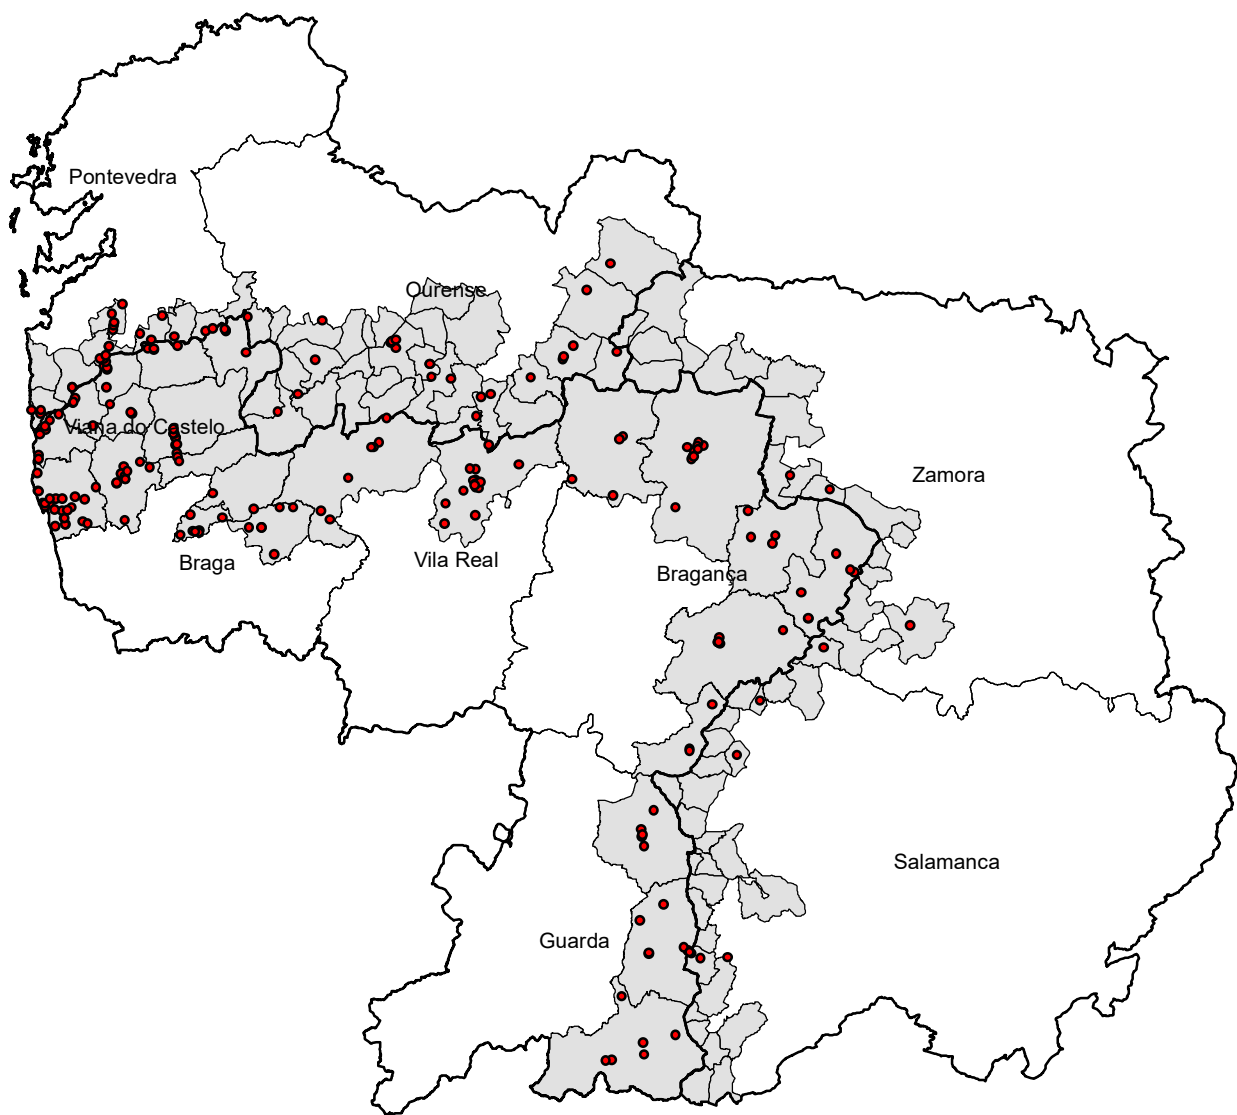 Pontevedra
Ourense
Viana do Castelo
Zamora
Braga
Vila Real
Bragança
Salamanca
Guarda